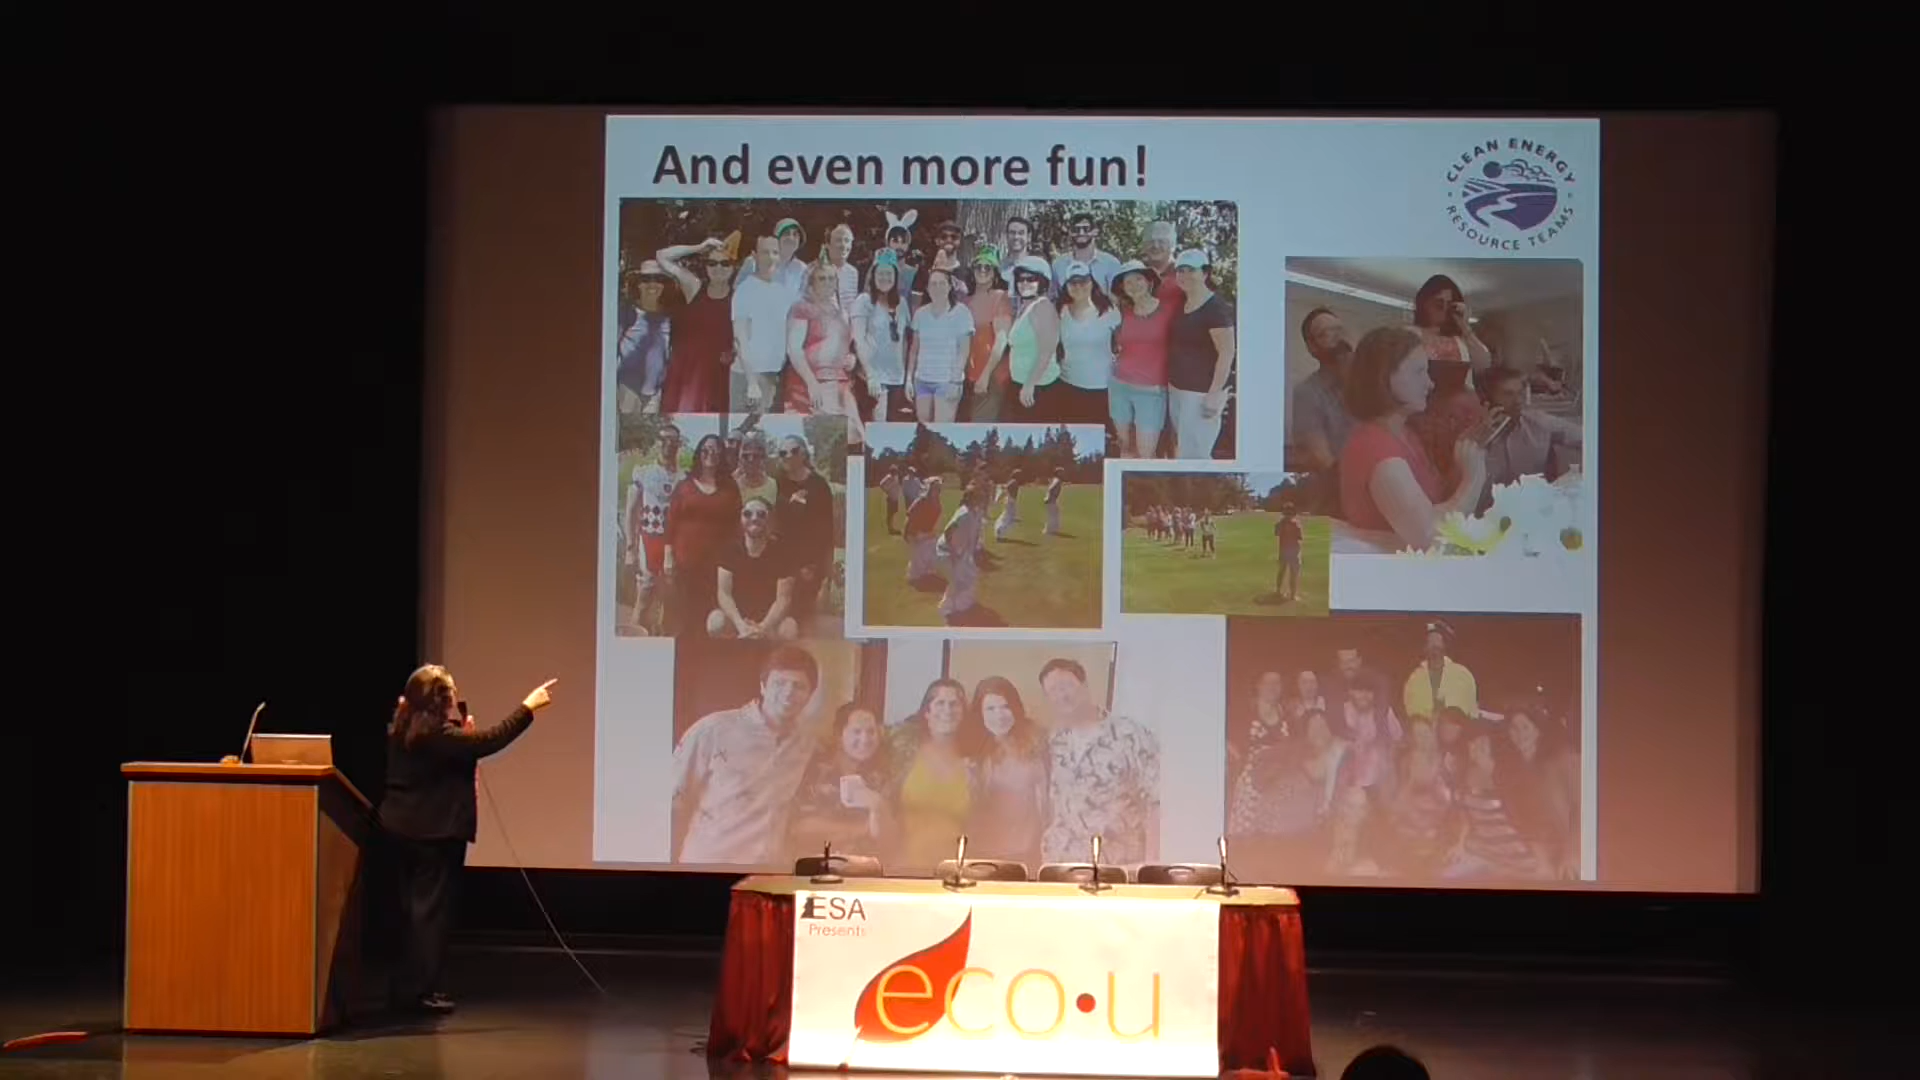 And even more fun!
CLEAN ENERGY
RESOURCE TEAMS
ESA
Presents
eco·u